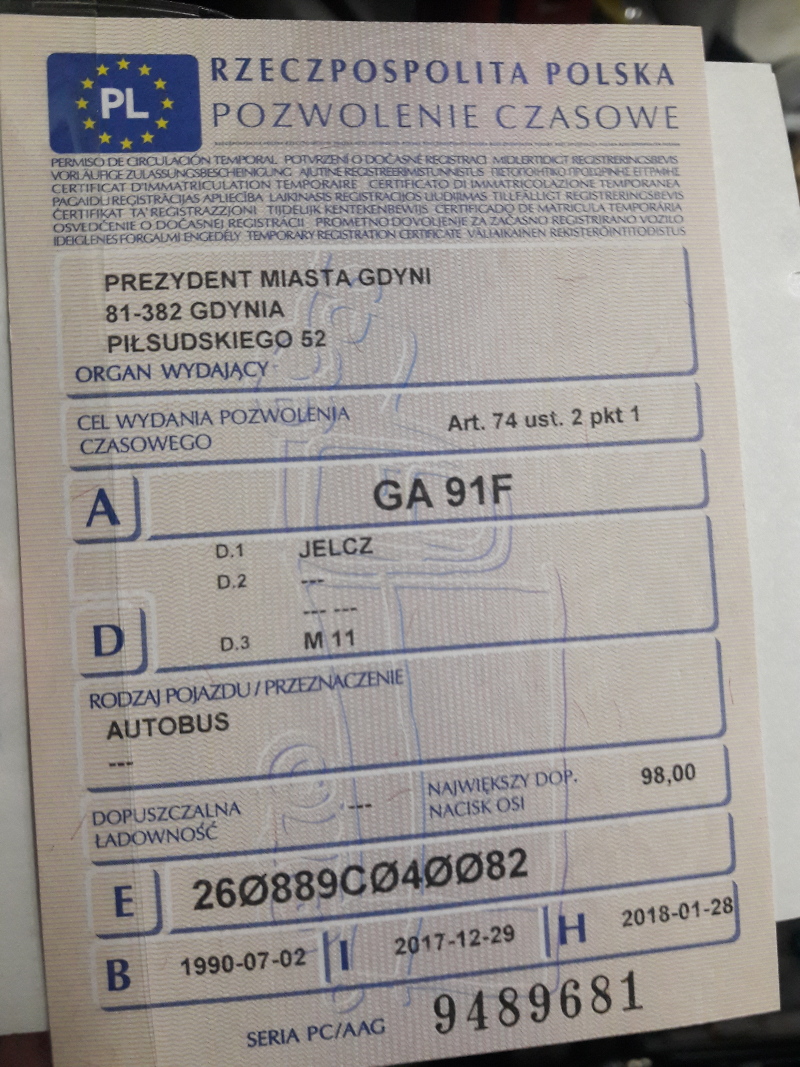 PL
RZECZPOSPOLITA POLSKA
POZWOLENIE CZASOWE
PERMISO DE CIRCULACIÓN TEMPORAL POTVRZENI O DOČASNÉ REGISTRACI MIDLERTIDIGT REGISTRERINGSBEVIS
VORLÄUFIGE ZULASSUNGSBESCHEINIGUNG AJUTINE REGISTREERIMISTUNNISTUS
CERTIFICAT D'IMMATRICULATION TEMPORAIRE CERTIFICATO DI IMMATRICOLAZIONE TEMPORANEA
PAGAIDU REĢISTRĀCIJAS APLIECĪBA LAIKINASIS REGISTRACIJOS LIUDIJIMAS TILLFÄLLIGT REGISTRERINGSBEVIS
ĊERTIFIKAT TA' REĠISTRAZZJONI TIJDELIJK KENTEKENBEWIJS CERTIFICADO DE MATRICULA TEMPORÁRIA
OSVEDČENIE O DOČASNEJ REGISTRÁCII PROMETNO DOVOLJENJE ZA ZAČASNO REGISTRIRANO VOZILO
IDEIGLENES FORGALMI ENGEDÉLY TEMPORARY REGISTRATION CERTIFICATE VÄLIAIKAINEN REKISTERÖINTITODISTUS
PREZYDENT MIASTA GDYNI
81-382 GDYNIA
PIŁSUDSKIEGO 52
ORGAN WYDAJĄCY
CEL WYDANIA POZWOLENIA
CZASOWEGO
Art. 74 ust. 2 pkt 1
A GA 91F
D.1 JELCZ
D.2 ---
--- ---
D D.3 M 11
RODZAJ POJAZDU / PRZEZNACZENIE
AUTOBUS
---
DOPUSZCZALNA
ŁADOWNOŚĆ
---
NAJWIĘKSZY DOP.
NACISK OSI
98,00
E 26Ø889CØ4ØØ82
B 1990-07-02 I 2017-12-29 H 2018-01-28
SERIA PC/AAG 9489681